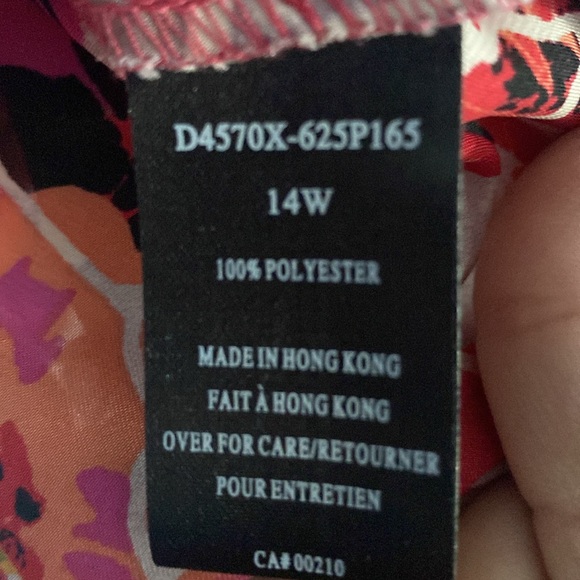 D4570X-625P165
14W
100% POLYESTER
MADE IN HONG KONG
FAIT À HONG KONG
OVER FOR CARE/RETOURNER
POUR ENTRETIEN
CA# 00210